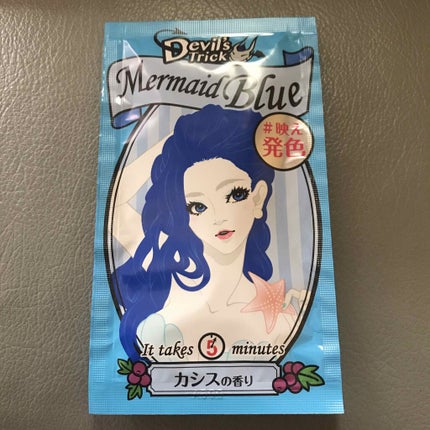 Devil's
Trick
Mermaid Blue
#映え
発色
It takes 5 minutes
カシスの香り